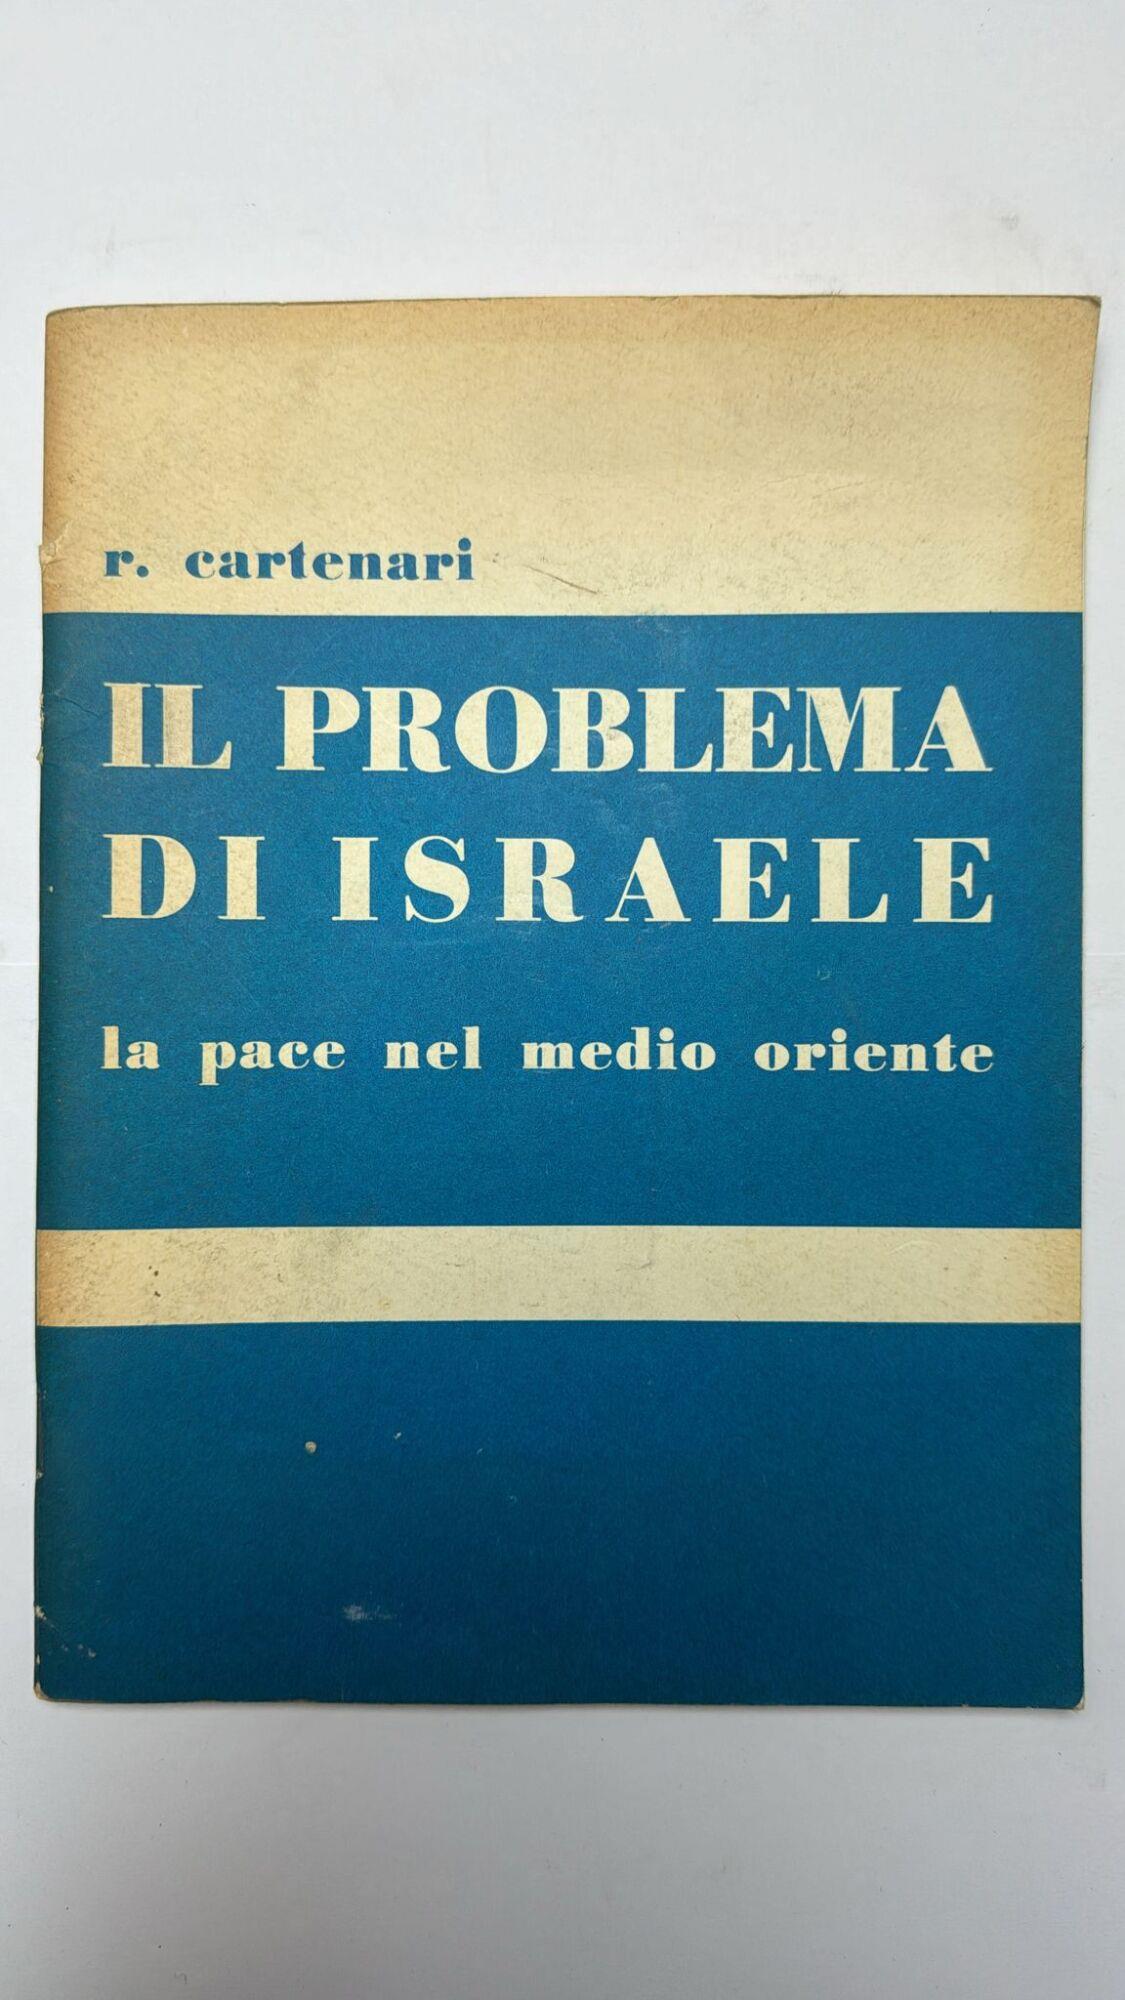 r. cartenari
IL PROBLEMA
DI ISRAELE
la pace nel medio oriente